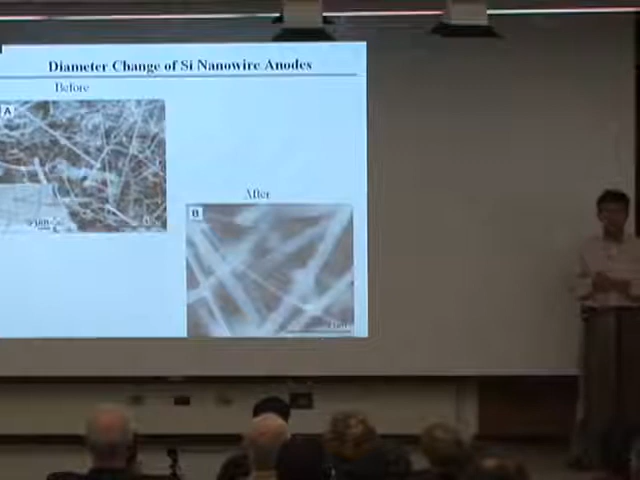 Diameter Change of Si Nanowire Anodes
Before
A
After
B